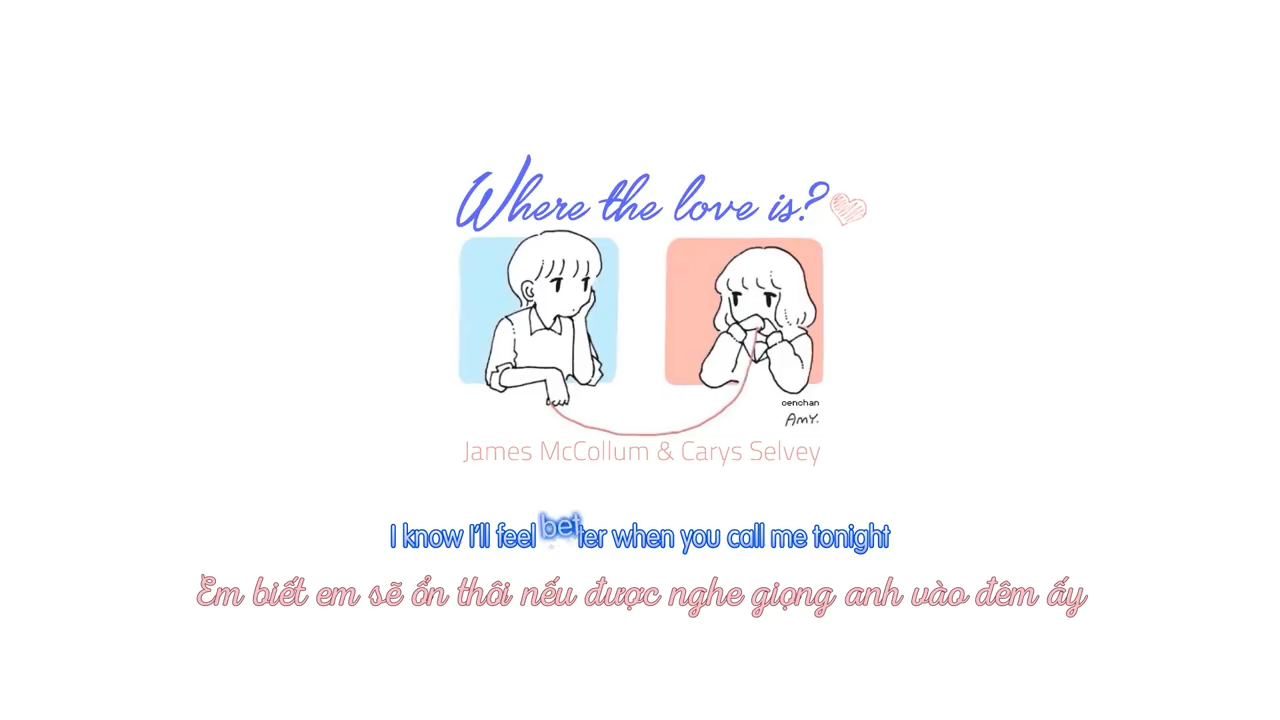 Where the love is?
cenchan
AMY.
James McCollum & Carys Selvey
I know I'll feel better when you call me tonight
Em biết em sẽ ổn thôi nếu được nghe giọng anh vào đêm ấy